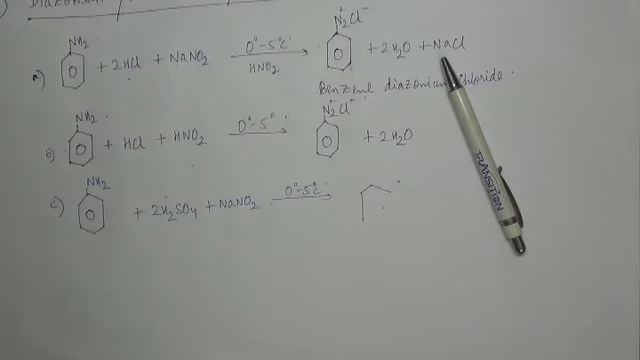 Diazoniu
a) NH2 + 2HCl + NaNO2 0°-5°C HNO2 N2+Cl- + 2H2O + NaCl
Benzene diazonium chloride.
b) NH2 + HCl + HNO2 0°-5° N2+Cl- + 2H2O
c) NH2 + 2H2SO4 + NaNO2 0°-5°C
TRANSITION